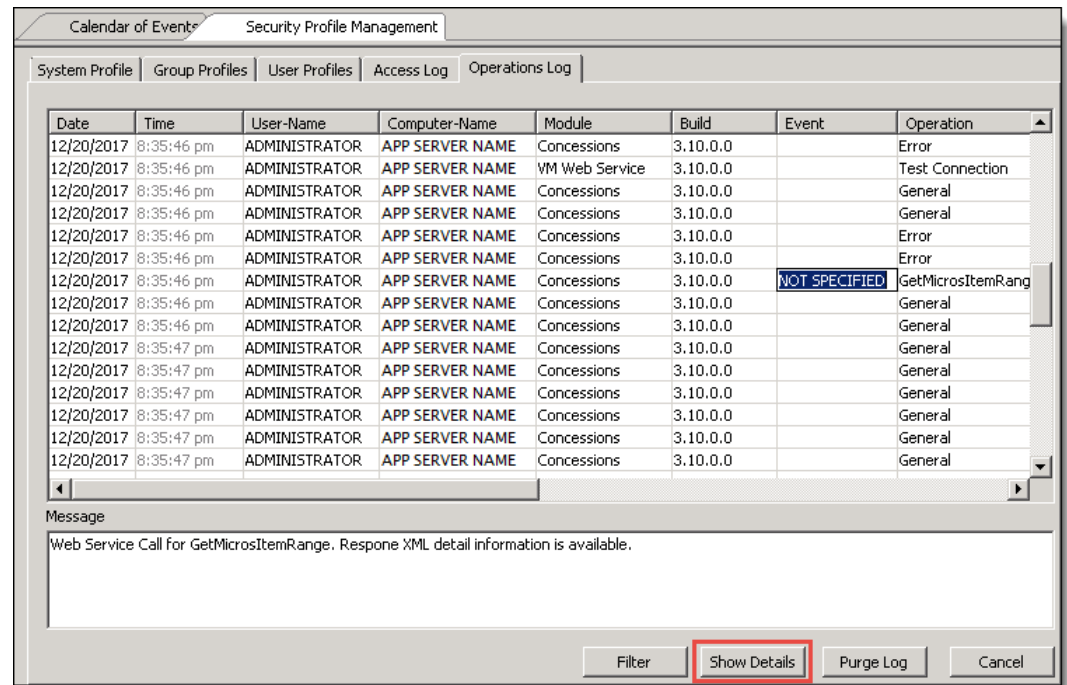 Calendar of Events Security Profile Management
System Profile Group Profiles User Profiles Access Log Operations Log
Date Time User-Name Computer-Name Module Build Event Operation
12/20/2017 8:35:46 pm ADMINISTRATOR APP SERVER NAME Concessions 3.10.0.0 Error
12/20/2017 8:35:46 pm ADMINISTRATOR APP SERVER NAME VM Web Service 3.10.0.0 Test Connection
12/20/2017 8:35:46 pm ADMINISTRATOR APP SERVER NAME Concessions 3.10.0.0 General
12/20/2017 8:35:46 pm ADMINISTRATOR APP SERVER NAME Concessions 3.10.0.0 General
12/20/2017 8:35:46 pm ADMINISTRATOR APP SERVER NAME Concessions 3.10.0.0 Error
12/20/2017 8:35:46 pm ADMINISTRATOR APP SERVER NAME Concessions 3.10.0.0 Error
12/20/2017 8:35:46 pm ADMINISTRATOR APP SERVER NAME Concessions 3.10.0.0 NOT SPECIFIED GetMicrosItemRang
12/20/2017 8:35:46 pm ADMINISTRATOR APP SERVER NAME Concessions 3.10.0.0 General
12/20/2017 8:35:46 pm ADMINISTRATOR APP SERVER NAME Concessions 3.10.0.0 General
12/20/2017 8:35:47 pm ADMINISTRATOR APP SERVER NAME Concessions 3.10.0.0 General
12/20/2017 8:35:47 pm ADMINISTRATOR APP SERVER NAME Concessions 3.10.0.0 General
12/20/2017 8:35:47 pm ADMINISTRATOR APP SERVER NAME Concessions 3.10.0.0 General
12/20/2017 8:35:47 pm ADMINISTRATOR APP SERVER NAME Concessions 3.10.0.0 General
12/20/2017 8:35:47 pm ADMINISTRATOR APP SERVER NAME Concessions 3.10.0.0 General
12/20/2017 8:35:47 pm ADMINISTRATOR APP SERVER NAME Concessions 3.10.0.0 General
Message
Web Service Call for GetMicrosItemRange. Respone XML detail information is available.
Filter Show Details Purge Log Cancel